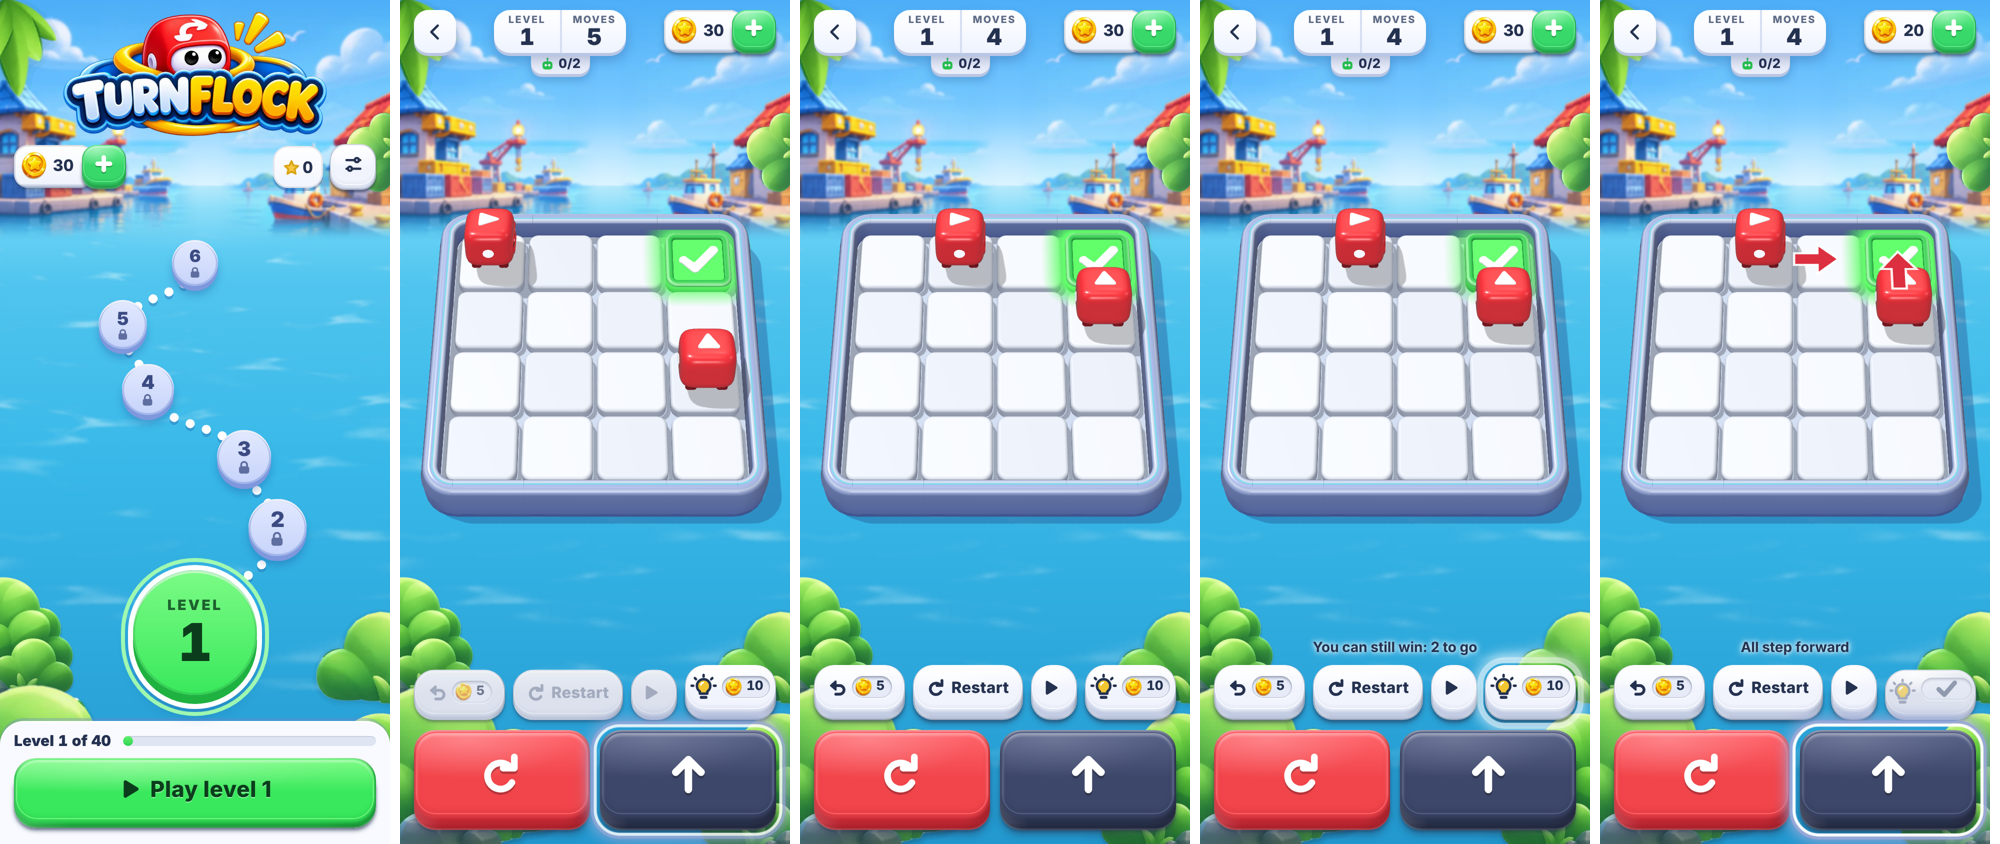 TURNFLOCK
30
0
6
5
4
3
2
LEVEL
1
Level 1 of 40
Play level 1
LEVEL MOVES
1 5
30
0/2
5
Restart
10
LEVEL MOVES
1 4
30
0/2
5
Restart
10
LEVEL MOVES
1 4
30
0/2
You can still win: 2 to go
5
Restart
10
LEVEL MOVES
1 4
20
0/2
All step forward
5
Restart